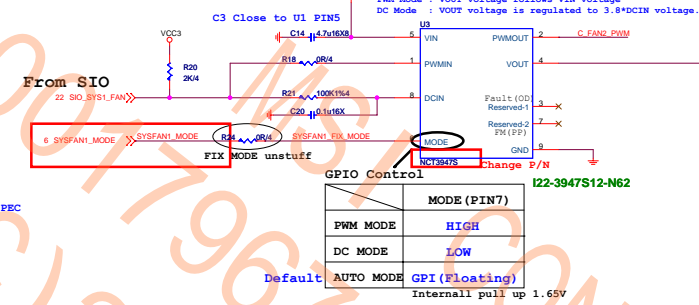 PWM Mode : VOUT voltage follows VIN voltage
DC Mode : VOUT voltage is regulated to 3.8*DCIN voltage.
C3 Close to U1 PIN5
U3
VCC3
C14 4.7u16X8
5 VIN PWMOUT 2 C_FAN2_PWM
R18 0R/4
1 PWMIN VOUT 4
R20
2K/4
From SIO
22 SIO_SYS1_FAN
R21 100K1%4
8 DCIN
Fault(OD)
Reserved-1 3
C20 0.1u16X
Reserved-2 7
FM(PP)
6 SYSFAN1_MODE SYSFAN1_MODE R24 0R/4 SYSFAN1_FIX_MODE
MODE
GND 9
FIX MODE unstuff
NCT3947S Change P/N
I22-3947S12-N62
GPIO Control
MODE(PIN7)
PWM MODE HIGH
DC MODE LOW
Default AUTO MODE GPI(Floating)
Internall pull up 1.65V
PEC
MSI
CON